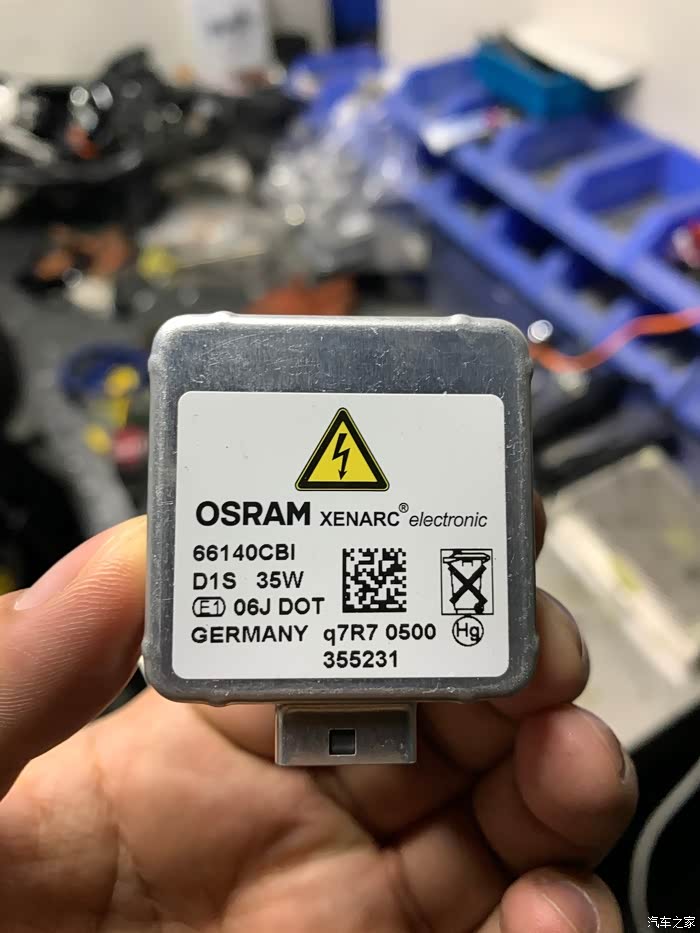 OSRAM XENARC® electronic
66140CBI
D1S 35W
E1 06J DOT
GERMANY q7R7 0500
355231
Hg
汽车之家